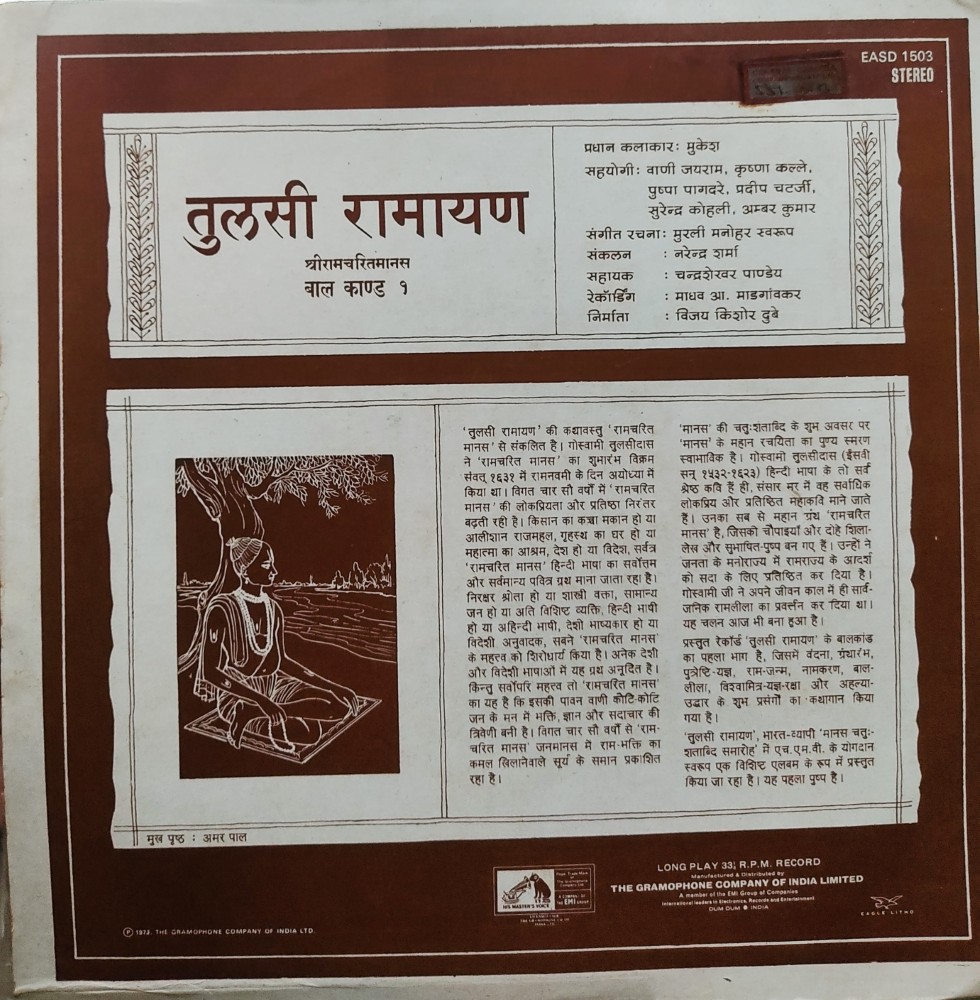 EASD 1503
STEREO
तुलसी रामायण
श्रीरामचरितमानस
बाल काण्ड १
प्रधान कलाकार: मुकेश
सहयोगी: वाणी जयराम, कृष्णा कल्ले,
पुष्पा पागदरे, प्रदीप चटर्जी,
सुरेन्द्र कोहली, अम्बर कुमार
संगीत रचना: मुरली मनोहर स्वरूप
संकलन : नरेन्द्र शर्मा
सहायक : चन्द्रशेखर पाण्डेय
रेकॉर्डिंग : माधव आ. माडगांवकर
निर्माता : विजय किशोर दुबे
'तुलसी रामायण' की कथावस्तु 'रामचरित
मानस' से संकलित है। गोस्वामी तुलसीदास
ने 'रामचरित मानस' का शुभारंभ विक्रम
संवत् १६३१ में रामनवमी के दिन अयोध्या में
किया था। विगत चार सौ वर्षों में 'रामचरित
मानस' की लोकप्रियता और प्रतिष्ठा निरंतर
बढ़ती रही है। किसान का कच्चा मकान हो या
आलीशान राजमहल, गृहस्थ का घर हो या
महात्मा का आश्रम, देश हो या विदेश, सर्वत्र
'रामचरित मानस' हिन्दी भाषा का सर्वोत्तम
और सर्वमान्य पवित्र ग्रंथ माना जाता रहा है।
निरक्षर श्रोता हो या शास्त्री वक्ता, सामान्य
जन हो या अति विशिष्ट व्यक्ति, हिन्दी भाषी
हो या अहिन्दी भाषी, देशी भाष्यकार हो या
विदेशी अनुवादक, सबने 'रामचरित मानस'
के महत्त्व को शिरोधार्य किया है। अनेक देशी
और विदेशी भाषाओं में यह ग्रंथ अनूदित है।
किन्तु सर्वोपरि महत्त्व तो 'रामचरित मानस'
का यह है कि इसकी पावन वाणी कोटि-कोटि
जन के मन में भक्ति, ज्ञान और सदाचार की
त्रिवेणी बनी है। विगत चार सौ वर्षों से 'राम-
चरित मानस' जनमानस में राम-भक्ति का
कमल खिलानेवाले सूर्य के समान प्रकाशित
रहा है।
'मानस' की चतुःशताब्दि के शुभ अवसर पर
'मानस' के महान रचयिता का पुण्य स्मरण
स्वाभाविक है। गोस्वामी तुलसीदास (ईसवी
सन् १५३२-१६२३) हिन्दी भाषा के तो सर्व
श्रेष्ठ कवि हैं ही, संसार भर में वह सर्वाधिक
लोकप्रिय और प्रतिष्ठित महाकवि माने जाते
हैं। उनका सब से महान ग्रंथ 'रामचरित
मानस' है, जिसकी चौपाइयाँ और दोहे शिला-
लेख और सुभाषित-पुष्प बन गए हैं। उन्हों ने
जनता के मनोराज्य में रामराज्य के आदर्श
को सदा के लिए प्रतिष्ठित कर दिया है।
गोस्वामी जी ने अपने जीवन काल में ही सार्व-
जनिक रामलीला का प्रवर्त्तन कर दिया था।
यह चलन आज भी बना हुआ है।
प्रस्तुत रेकॉर्ड 'तुलसी रामायण' के बालकांड
का पहला भाग है, जिसमें वंदना, ग्रंथारंभ,
पुत्रेष्टि-यज्ञ, राम-जन्म, नामकरण, बाल-
लीला, विश्वामित्र-यज्ञ-रक्षा और अहल्या-
उद्धार के शुभ प्रसंगों का कथागान किया
गया है।
'तुलसी रामायण', भारत-व्यापी 'मानस चतुः-
शताब्दि समारोह' में एच.एम.वी. के योगदान
स्वरूप एक विशिष्ट एलबम के रूप में प्रस्तुत
किया जा रहा है। यह पहला पुष्प है।
मुख पृष्ठ : अमर पाल
HIS MASTER'S VOICE
EMI
LONG PLAY 33⅓ R.P.M. RECORD
Manufactured & Distributed by
THE GRAMOPHONE COMPANY OF INDIA LIMITED
A member of the EMI Group of Companies
International leaders in Electronics, Records and Entertainment
DUM DUM ● INDIA
EAGLE LITHO
Ⓟ 1973. THE GRAMOPHONE COMPANY OF INDIA LTD.